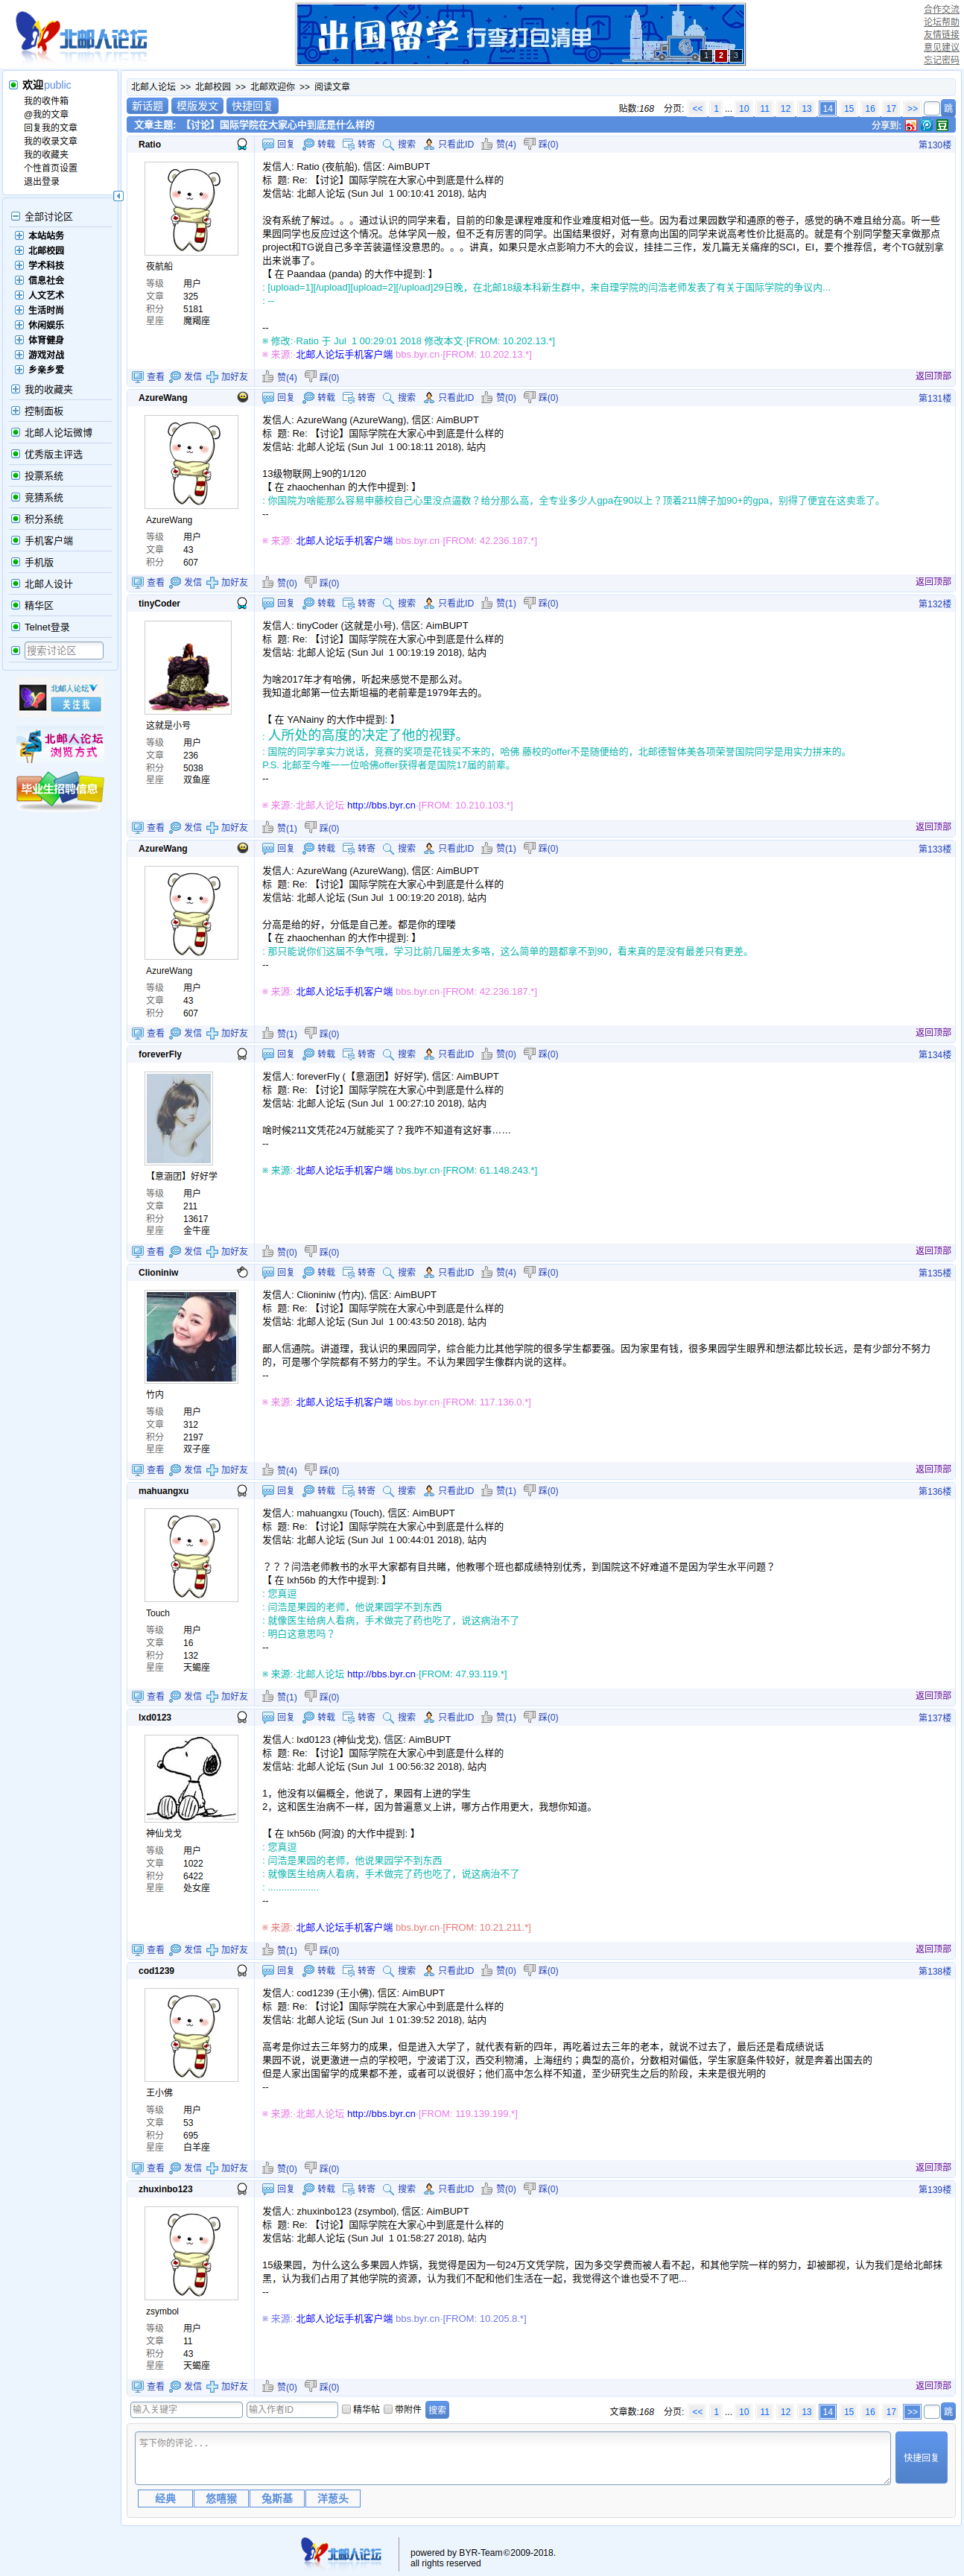 北邮人论坛
出国留学 行李打包清单
1 2 3
合作交流
论坛帮助
友情链接
意见建议
忘记密码
欢迎public
我的收件箱
@我的文章
回复我的文章
我的收录文章
我的收藏夹
个性首页设置
退出登录
全部讨论区
本站站务
北邮校园
学术科技
信息社会
人文艺术
生活时尚
休闲娱乐
体育健身
游戏对战
乡亲乡爱
我的收藏夹
控制面板
北邮人论坛微博
优秀版主评选
投票系统
竞猜系统
积分系统
手机客户端
手机版
北邮人设计
精华区
Telnet登录
搜索讨论区
北邮人论坛
关注我
北邮人论坛
浏览方式
毕业生招聘信息
北邮人论坛 >> 北邮校园 >> 北邮欢迎你 >> 阅读文章
新话题 模版发文 快捷回复
贴数:168 分页: << 1 ... 10 11 12 13 14 15 16 17 >> 跳
文章主题: 【讨论】国际学院在大家心中到底是什么样的
分享到:
Ratio
回复 转载 转寄 搜索 只看此ID 赞(4) 踩(0)
第130楼
夜航船
等级 用户
文章 325
积分 5181
星座 魔羯座
发信人: Ratio (夜航船), 信区: AimBUPT
标 题: Re: 【讨论】国际学院在大家心中到底是什么样的
发信站: 北邮人论坛 (Sun Jul 1 00:10:41 2018), 站内
没有系统了解过。。。通过认识的同学来看，目前的印象是课程难度和作业难度相对低一些。因为看过果园数学和通原的卷子，感觉的确不难且给分高。听一些
果园同学也反应过这个情况。总体学风一般，但不乏有厉害的同学。出国结果很好，对有意向出国的同学来说高考性价比挺高的。就是有个别同学整天拿做那点
project和TG说自己多辛苦装逼怪没意思的。。。讲真，如果只是水点影响力不大的会议，挂挂二三作，发几篇无关痛痒的SCI，EI，要个推荐信，考个TG就别拿
出来说事了。
【 在 Paandaa (panda) 的大作中提到: 】
: [upload=1][/upload][upload=2][/upload]29日晚，在北邮18级本科新生群中，来自理学院的闫浩老师发表了有关于国际学院的争议内...
: --
--
※ 修改:·Ratio 于 Jul 1 00:29:01 2018 修改本文·[FROM: 10.202.13.*]
※ 来源:·北邮人论坛手机客户端 bbs.byr.cn·[FROM: 10.202.13.*]
查看 发信 加好友 赞(4) 踩(0) 返回顶部
AzureWang
回复 转载 转寄 搜索 只看此ID 赞(0) 踩(0)
第131楼
AzureWang
等级 用户
文章 43
积分 607
发信人: AzureWang (AzureWang), 信区: AimBUPT
标 题: Re: 【讨论】国际学院在大家心中到底是什么样的
发信站: 北邮人论坛 (Sun Jul 1 00:18:11 2018), 站内
13级物联网上90的1/120
【 在 zhaochenhan 的大作中提到: 】
: 你国院为啥能那么容易申藤校自己心里没点逼数？给分那么高，全专业多少人gpa在90以上？顶着211牌子加90+的gpa，别得了便宜在这卖乖了。
--
※ 来源:·北邮人论坛手机客户端 bbs.byr.cn·[FROM: 42.236.187.*]
查看 发信 加好友 赞(0) 踩(0) 返回顶部
tinyCoder
回复 转载 转寄 搜索 只看此ID 赞(1) 踩(0)
第132楼
这就是小号
等级 用户
文章 236
积分 5038
星座 双鱼座
发信人: tinyCoder (这就是小号), 信区: AimBUPT
标 题: Re: 【讨论】国际学院在大家心中到底是什么样的
发信站: 北邮人论坛 (Sun Jul 1 00:19:19 2018), 站内
为啥2017年才有哈佛，听起来感觉不是那么对。
我知道北邮第一位去斯坦福的老前辈是1979年去的。
【 在 YANainy 的大作中提到: 】
: 人所处的高度的决定了他的视野。
: 国院的同学拿实力说话，竞赛的奖项是花钱买不来的，哈佛 藤校的offer不是随便给的，北邮德智体美各项荣誉国院同学是用实力拼来的。
P.S. 北邮至今唯一一位哈佛offer获得者是国院17届的前辈。
--
※ 来源:·北邮人论坛 http://bbs.byr.cn·[FROM: 10.210.103.*]
查看 发信 加好友 赞(1) 踩(0) 返回顶部
AzureWang
回复 转载 转寄 搜索 只看此ID 赞(1) 踩(0)
第133楼
AzureWang
等级 用户
文章 43
积分 607
发信人: AzureWang (AzureWang), 信区: AimBUPT
标 题: Re: 【讨论】国际学院在大家心中到底是什么样的
发信站: 北邮人论坛 (Sun Jul 1 00:19:20 2018), 站内
分高是给的好，分低是自己差。都是你的理喽
【 在 zhaochenhan 的大作中提到: 】
: 那只能说你们这届不争气哦，学习比前几届差太多咯，这么简单的题都拿不到90，看来真的是没有最差只有更差。
--
※ 来源:·北邮人论坛手机客户端 bbs.byr.cn·[FROM: 42.236.187.*]
查看 发信 加好友 赞(1) 踩(0) 返回顶部
foreverFly
回复 转载 转寄 搜索 只看此ID 赞(0) 踩(0)
第134楼
【意涵团】好好学
等级 用户
文章 211
积分 13617
星座 金牛座
发信人: foreverFly (【意涵团】好好学), 信区: AimBUPT
标 题: Re: 【讨论】国际学院在大家心中到底是什么样的
发信站: 北邮人论坛 (Sun Jul 1 00:27:10 2018), 站内
啥时候211文凭花24万就能买了？我咋不知道有这好事……
--
※ 来源:·北邮人论坛手机客户端 bbs.byr.cn·[FROM: 61.148.243.*]
查看 发信 加好友 赞(0) 踩(0) 返回顶部
Clioniniw
回复 转载 转寄 搜索 只看此ID 赞(4) 踩(0)
第135楼
竹内
等级 用户
文章 312
积分 2197
星座 双子座
发信人: Clioniniw (竹内), 信区: AimBUPT
标 题: Re: 【讨论】国际学院在大家心中到底是什么样的
发信站: 北邮人论坛 (Sun Jul 1 00:43:50 2018), 站内
鄙人信通院。讲道理，我认识的果园同学，综合能力比其他学院的很多学生都要强。因为家里有钱，很多果园学生眼界和想法都比较长远，是有少部分不努力
的，可是哪个学院都有不努力的学生。不认为果园学生像群内说的这样。
--
※ 来源:·北邮人论坛手机客户端 bbs.byr.cn·[FROM: 117.136.0.*]
查看 发信 加好友 赞(4) 踩(0) 返回顶部
mahuangxu
回复 转载 转寄 搜索 只看此ID 赞(1) 踩(0)
第136楼
Touch
等级 用户
文章 16
积分 132
星座 天蝎座
发信人: mahuangxu (Touch), 信区: AimBUPT
标 题: Re: 【讨论】国际学院在大家心中到底是什么样的
发信站: 北邮人论坛 (Sun Jul 1 00:44:01 2018), 站内
？？？闫浩老师教书的水平大家都有目共睹，他教哪个班也都成绩特别优秀，到国院这不好难道不是因为学生水平问题？
【 在 lxh56b 的大作中提到: 】
: 您真逗
: 闫浩是果园的老师，他说果园学不到东西
: 就像医生给病人看病，手术做完了药也吃了，说这病治不了
: 明白这意思吗？
--
※ 来源:·北邮人论坛 http://bbs.byr.cn·[FROM: 47.93.119.*]
查看 发信 加好友 赞(1) 踩(0) 返回顶部
lxd0123
回复 转载 转寄 搜索 只看此ID 赞(1) 踩(0)
第137楼
神仙戈戈
等级 用户
文章 1022
积分 6422
星座 处女座
发信人: lxd0123 (神仙戈戈), 信区: AimBUPT
标 题: Re: 【讨论】国际学院在大家心中到底是什么样的
发信站: 北邮人论坛 (Sun Jul 1 00:56:32 2018), 站内
1，他没有以偏概全，他说了，果园有上进的学生
2，这和医生治病不一样，因为普遍意义上讲，哪方占作用更大，我想你知道。
【 在 lxh56b (阿浪) 的大作中提到: 】
: 您真逗
: 闫浩是果园的老师，他说果园学不到东西
: 就像医生给病人看病，手术做完了药也吃了，说这病治不了
: ...................
--
※ 来源:·北邮人论坛手机客户端 bbs.byr.cn·[FROM: 10.21.211.*]
查看 发信 加好友 赞(1) 踩(0) 返回顶部
cod1239
回复 转载 转寄 搜索 只看此ID 赞(0) 踩(0)
第138楼
王小佛
等级 用户
文章 53
积分 695
星座 白羊座
发信人: cod1239 (王小佛), 信区: AimBUPT
标 题: Re: 【讨论】国际学院在大家心中到底是什么样的
发信站: 北邮人论坛 (Sun Jul 1 01:39:52 2018), 站内
高考是你过去三年努力的成果，但是进入大学了，就代表有新的四年，再吃着过去三年的老本，就说不过去了，最后还是看成绩说话
果园不说，说更激进一点的学校吧，宁波诺丁汉，西交利物浦，上海纽约；典型的高价，分数相对偏低，学生家庭条件较好，就是奔着出国去的
但是人家出国留学的成果都不差，或者可以说很好；他们高中怎么样不知道，至少研究生之后的阶段，未来是很光明的
--
※ 来源:·北邮人论坛 http://bbs.byr.cn·[FROM: 119.139.199.*]
查看 发信 加好友 赞(0) 踩(0) 返回顶部
zhuxinbo123
回复 转载 转寄 搜索 只看此ID 赞(0) 踩(0)
第139楼
zsymbol
等级 用户
文章 11
积分 43
星座 天蝎座
发信人: zhuxinbo123 (zsymbol), 信区: AimBUPT
标 题: Re: 【讨论】国际学院在大家心中到底是什么样的
发信站: 北邮人论坛 (Sun Jul 1 01:58:27 2018), 站内
15级果园，为什么这么多果园人炸锅，我觉得是因为一句24万文凭学院，因为多交学费而被人看不起，和其他学院一样的努力，却被鄙视，认为我们是给北邮抹
黑，认为我们占用了其他学院的资源，认为我们不配和他们生活在一起，我觉得这个谁也受不了吧...
--
※ 来源:·北邮人论坛手机客户端 bbs.byr.cn·[FROM: 10.205.8.*]
查看 发信 加好友 赞(0) 踩(0) 返回顶部
输入关键字 输入作者ID 精华帖 带附件 搜索
文章数:168 分页: << 1 ... 10 11 12 13 14 15 16 17 >> 跳
写下你的评论...
快捷回复
经典 悠嘻猴 兔斯基 洋葱头
北邮人论坛
powered by BYR-Team©2009-2018.
all rights reserved